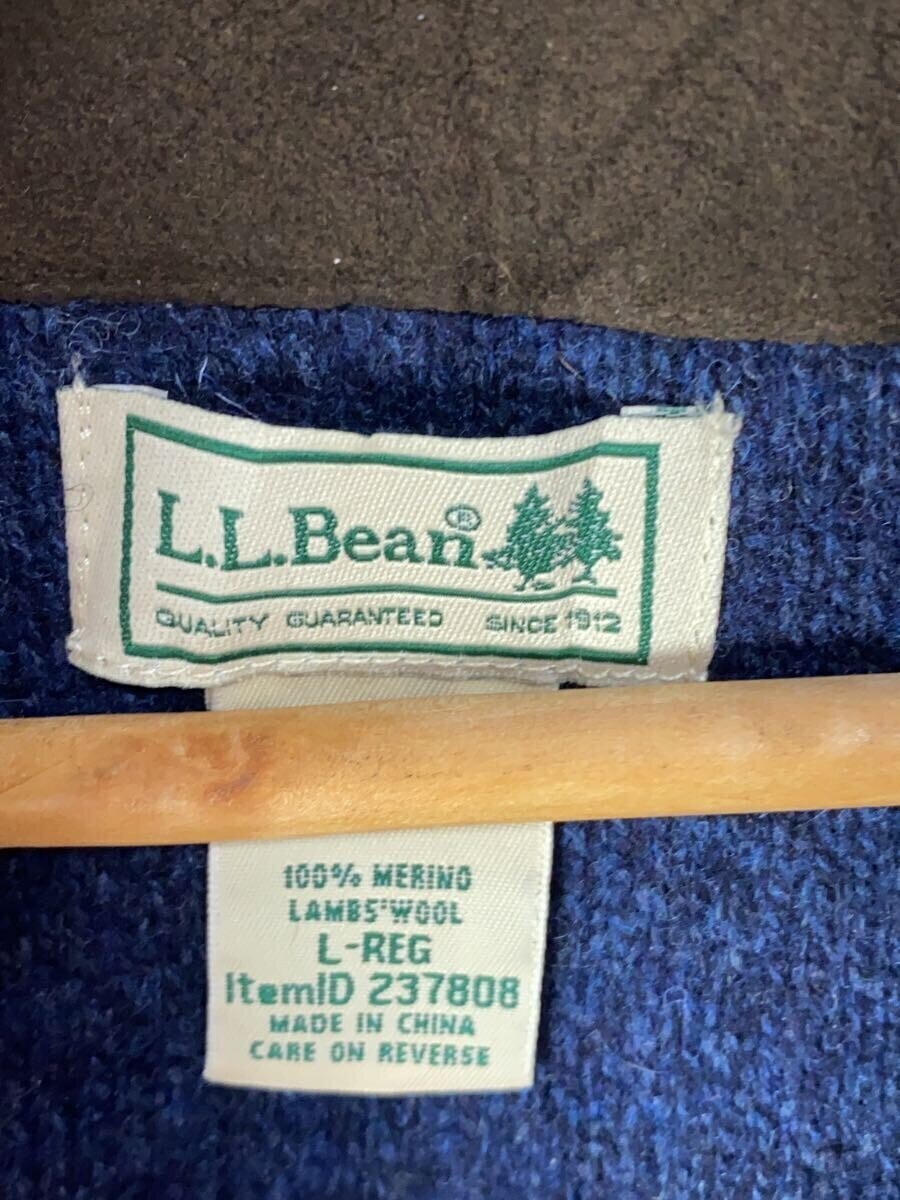 L.L.Bean®
QUALITY GUARANTEED SINCE 1912
100% MERINO
LAMBS' WOOL
L-REG
ItemID 237808
MADE IN CHINA
CARE ON REVERSE